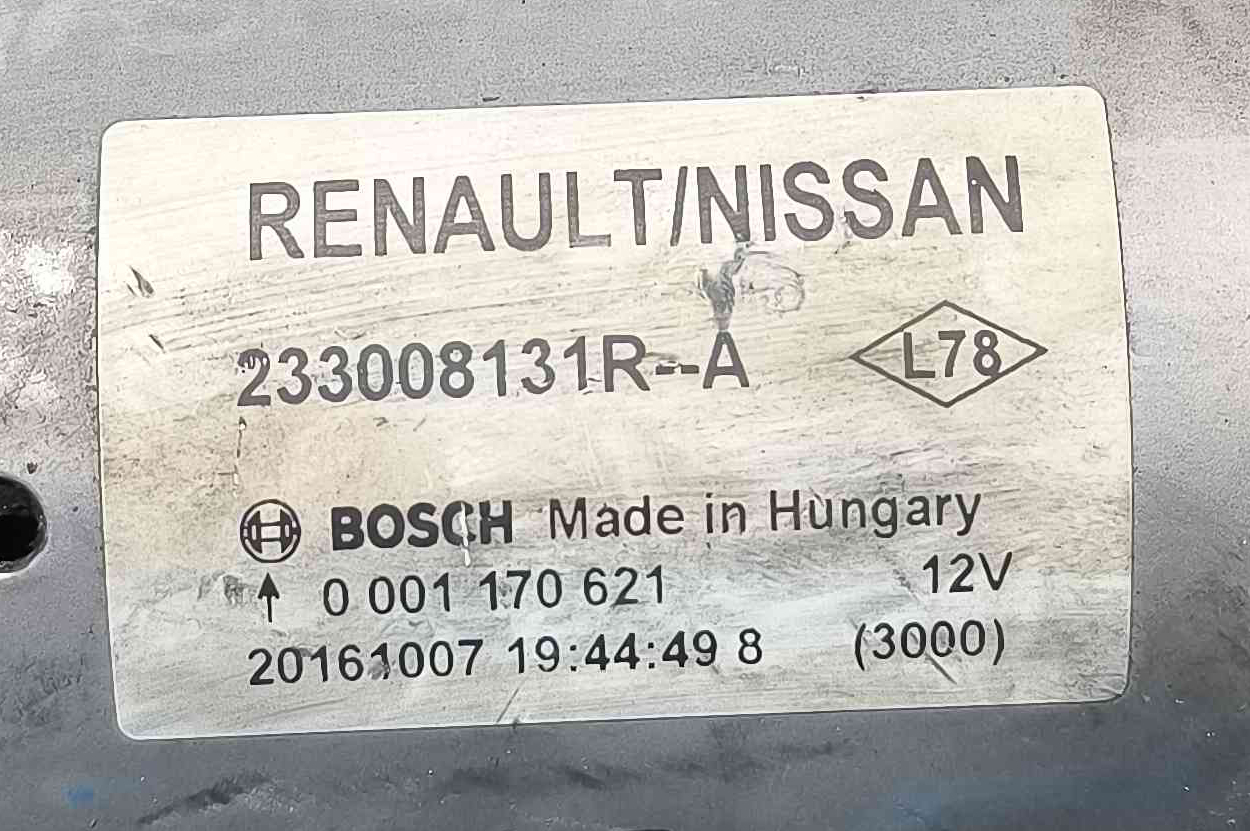 RENAULT/NISSAN
233008131R--A L78
BOSCH Made in Hungary
↑ 0 001 170 621 12V
20161007 19:44:49 8 (3000)